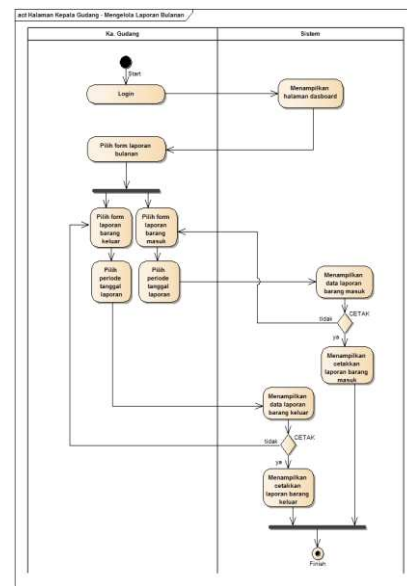 act Halaman Kepala Gudang - Mengelola Laporan Bulanan
Ka. Gudang
Sistem
Start
Login
Menampilkan
halaman dasboard
Pilih form laporan
bulanan
Pilih form
laporan
barang
keluar
Pilih form
laporan
barang
masuk
Pilih
periode
tanggal
laporan
Pilih
periode
tanggal
laporan
Menampilkan
data laporan
barang masuk
tidak
CETAK
ya
Menampilkan
cetakkan
laporan barang
masuk
Menampilkan
data laporan
barang keluar
tidak
CETAK
ya
Menampilkan
cetakkan
laporan barang
keluar
Finish